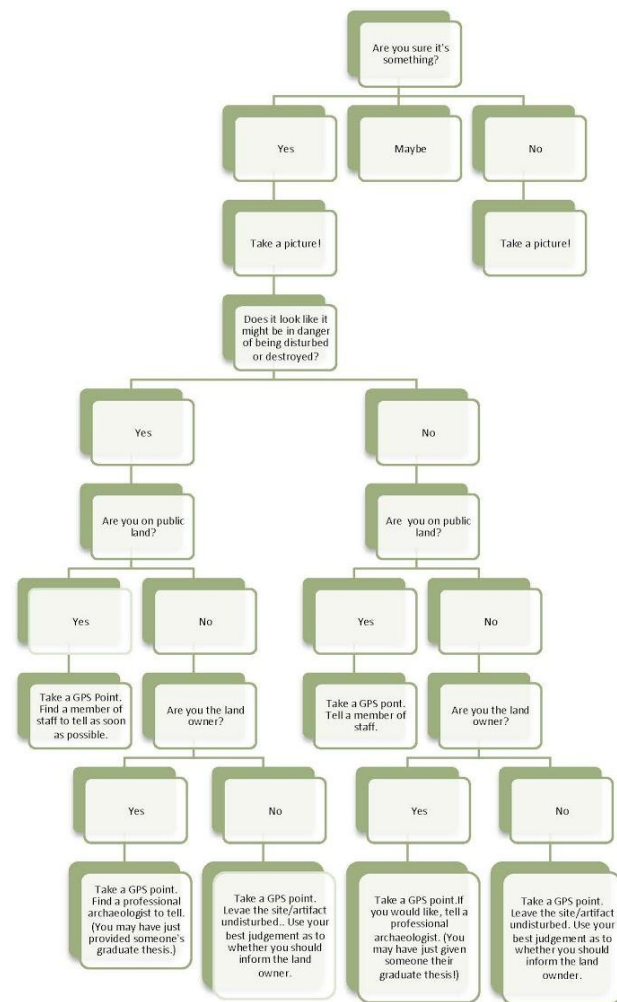 Are you sure it's
something?
Yes
Maybe
No
Take a picture!
Take a picture!
Does it look like it
might be in danger
of being disturbed
or destroyed?
Yes
No
Are you on public
land?
Are you on public
land?
Yes
No
Yes
No
Take a GPS Point.
Find a member of
staff to tell as soon
as possible.
Are you the land
owner?
Take a GPS pont.
Tell a member of
staff.
Are you the land
owner?
Yes
No
Yes
No
Take a GPS point.
Find a professional
archaeologist to tell.
(You may have just
provided someone's
graduate thesis.)
Take a GPS point.
Levae the site/artifact
undisturbed.. Use your
best judgement as to
whether you should
inform the land
owner.
Take a GPS point.If
you would like, tell a
professional
archaeologist. (You
may have just given
someone their
graduate thesis!)
Take a GPS point.
Leave the site/artifact
undisturbed. Use your
best judgement as to
whether you should
inform the land
ownder.